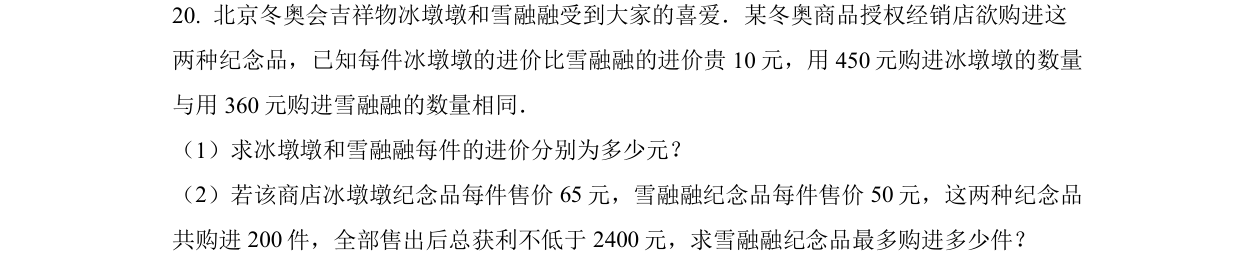 20. 北京冬奥会吉祥物冰墩墩和雪融融受到大家的喜爱．某冬奥商品授权经销店欲购进这
两种纪念品，已知每件冰墩墩的进价比雪融融的进价贵 10 元，用 450 元购进冰墩墩的数量
与用 360 元购进雪融融的数量相同．
（1）求冰墩墩和雪融融每件的进价分别为多少元？
（2）若该商店冰墩墩纪念品每件售价 65 元，雪融融纪念品每件售价 50 元，这两种纪念品
共购进 200 件，全部售出后总获利不低于 2400 元，求雪融融纪念品最多购进多少件？